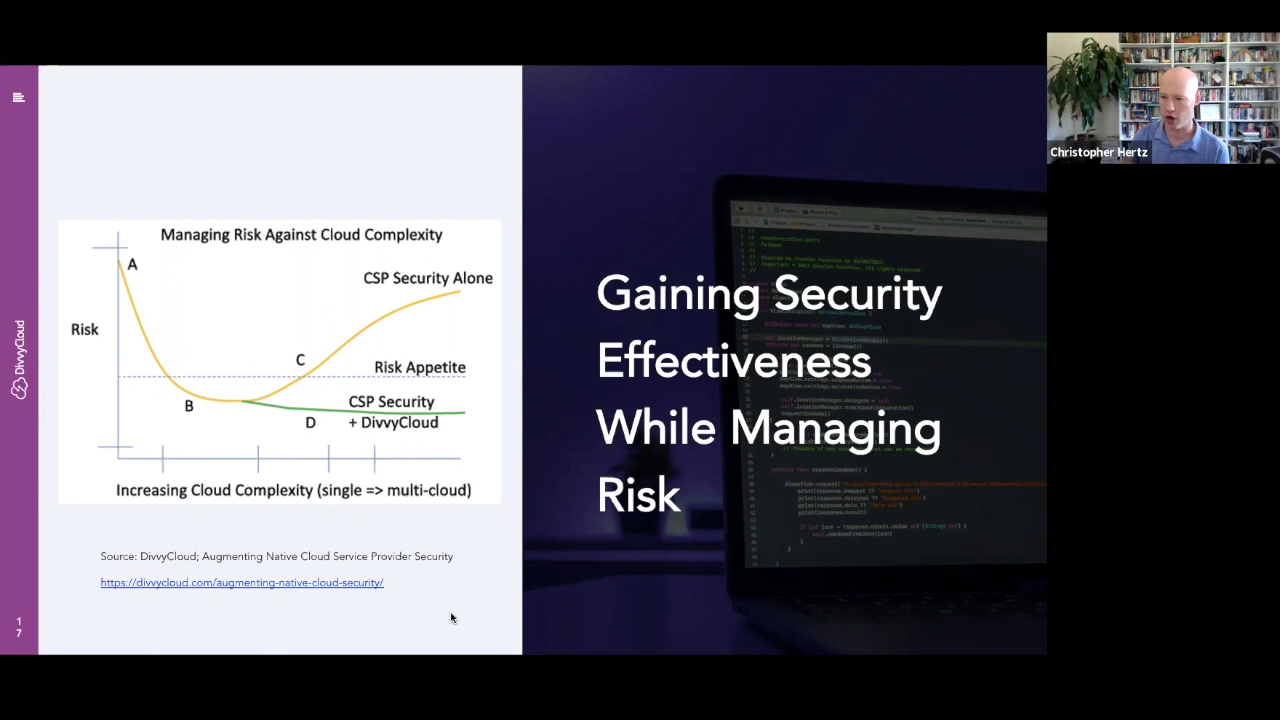 Christopher Hertz
DivvyCloud
1
7
Managing Risk Against Cloud Complexity
A
CSP Security Alone
Risk
C
Risk Appetite
B
CSP Security
D
+ DivvyCloud
Increasing Cloud Complexity (single => multi-cloud)
Source: DivvyCloud; Augmenting Native Cloud Service Provider Security
https://divvycloud.com/augmenting-native-cloud-security/
Gaining Security
Effectiveness
While Managing
Risk